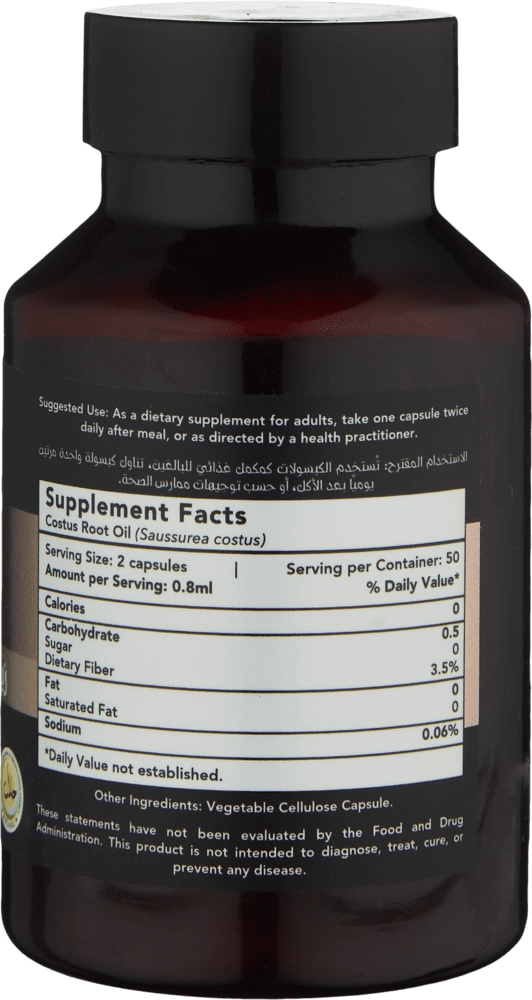 Suggested Use: As a dietary supplement for adults, take one capsule twice
daily after meal, or as directed by a health practitioner.
الاستخدام المقترح: تُستخدم الكبسولات كمكمل غذائي للبالغين، تناول كبسولة واحدة مرتين
يومياً بعد الأكل، أو حسب توجيهات ممارس الصحة.
Supplement Facts
Costus Root Oil (Saussurea costus)
Serving Size: 2 capsules | Serving per Container: 50
Amount per Serving: 0.8ml % Daily Value*
Calories 0
Carbohydrate 0.5
Sugar 0
Dietary Fiber 3.5%
Fat 0
Saturated Fat 0
Sodium 0.06%
*Daily Value not established.
Other Ingredients: Vegetable Cellulose Capsule.
These statements have not been evaluated by the Food and Drug
Administration. This product is not intended to diagnose, treat, cure, or
prevent any disease.
حلال